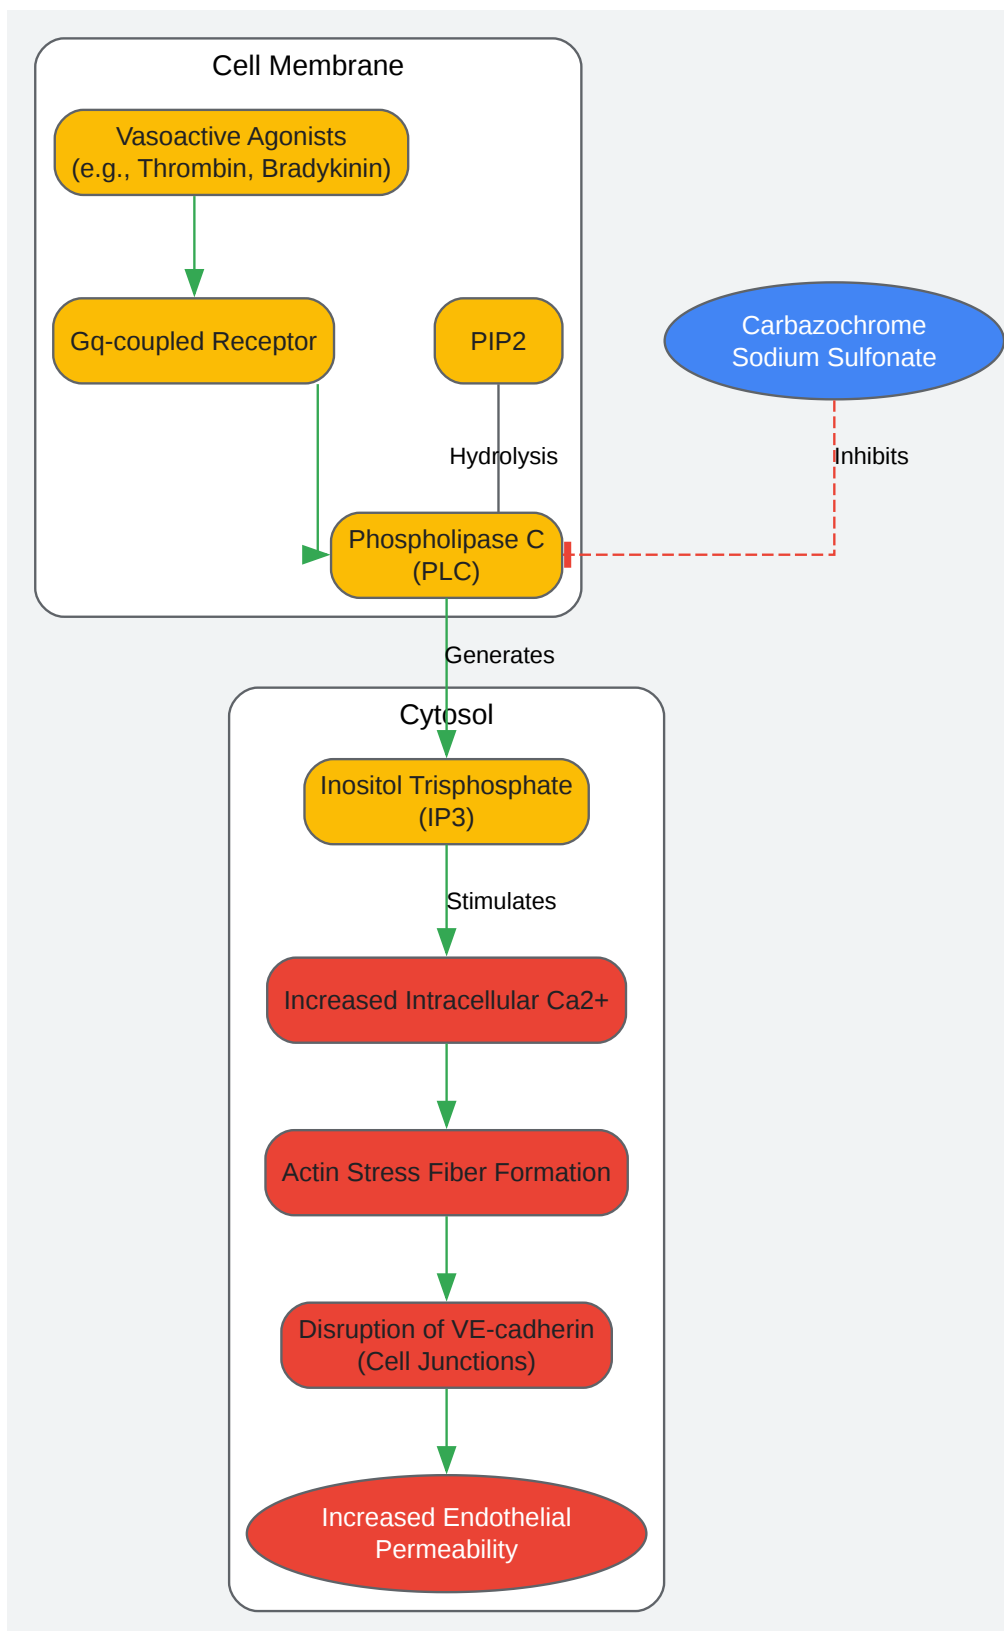 Cell Membrane
Vasoactive Agonists
(e.g., Thrombin, Bradykinin)
Gq-coupled Receptor
PIP2
Carbazochrome
Sodium Sulfonate
Hydrolysis
Inhibits
Phospholipase C
(PLC)
Generates
Cytosol
Inositol Trisphosphate
(IP3)
Stimulates
Increased Intracellular Ca2+
Actin Stress Fiber Formation
Disruption of VE-cadherin
(Cell Junctions)
Increased Endothelial
Permeability